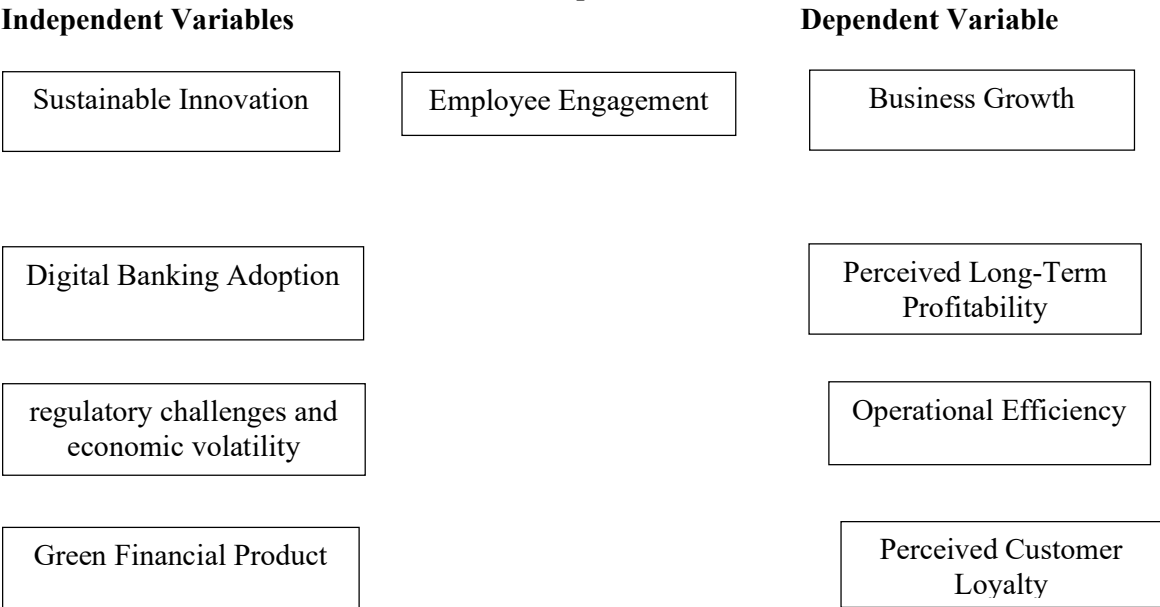 Independent Variables
Dependent Variable
Sustainable Innovation
Employee Engagement
Business Growth
Digital Banking Adoption
Perceived Long-Term
Profitability
regulatory challenges and
economic volatility
Operational Efficiency
Green Financial Product
Perceived Customer
Loyalty